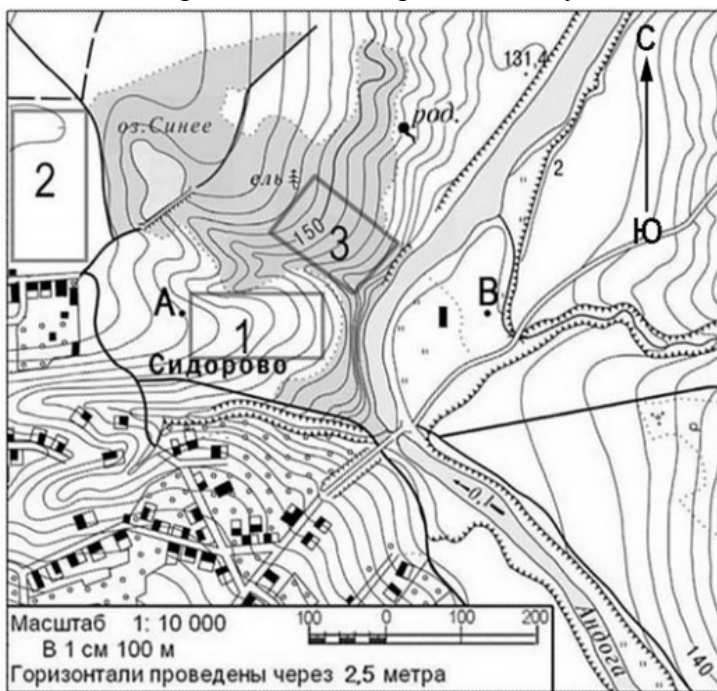 С
131,4
оз.Синее
род.
2
2
ель
Ю
150
3
А.
В
1
Сидорово
0,1
Андога
140
Масштаб 1: 10 000
В 1 см 100 м
Горизонтали проведены через 2,5 метра
100 0 100 200